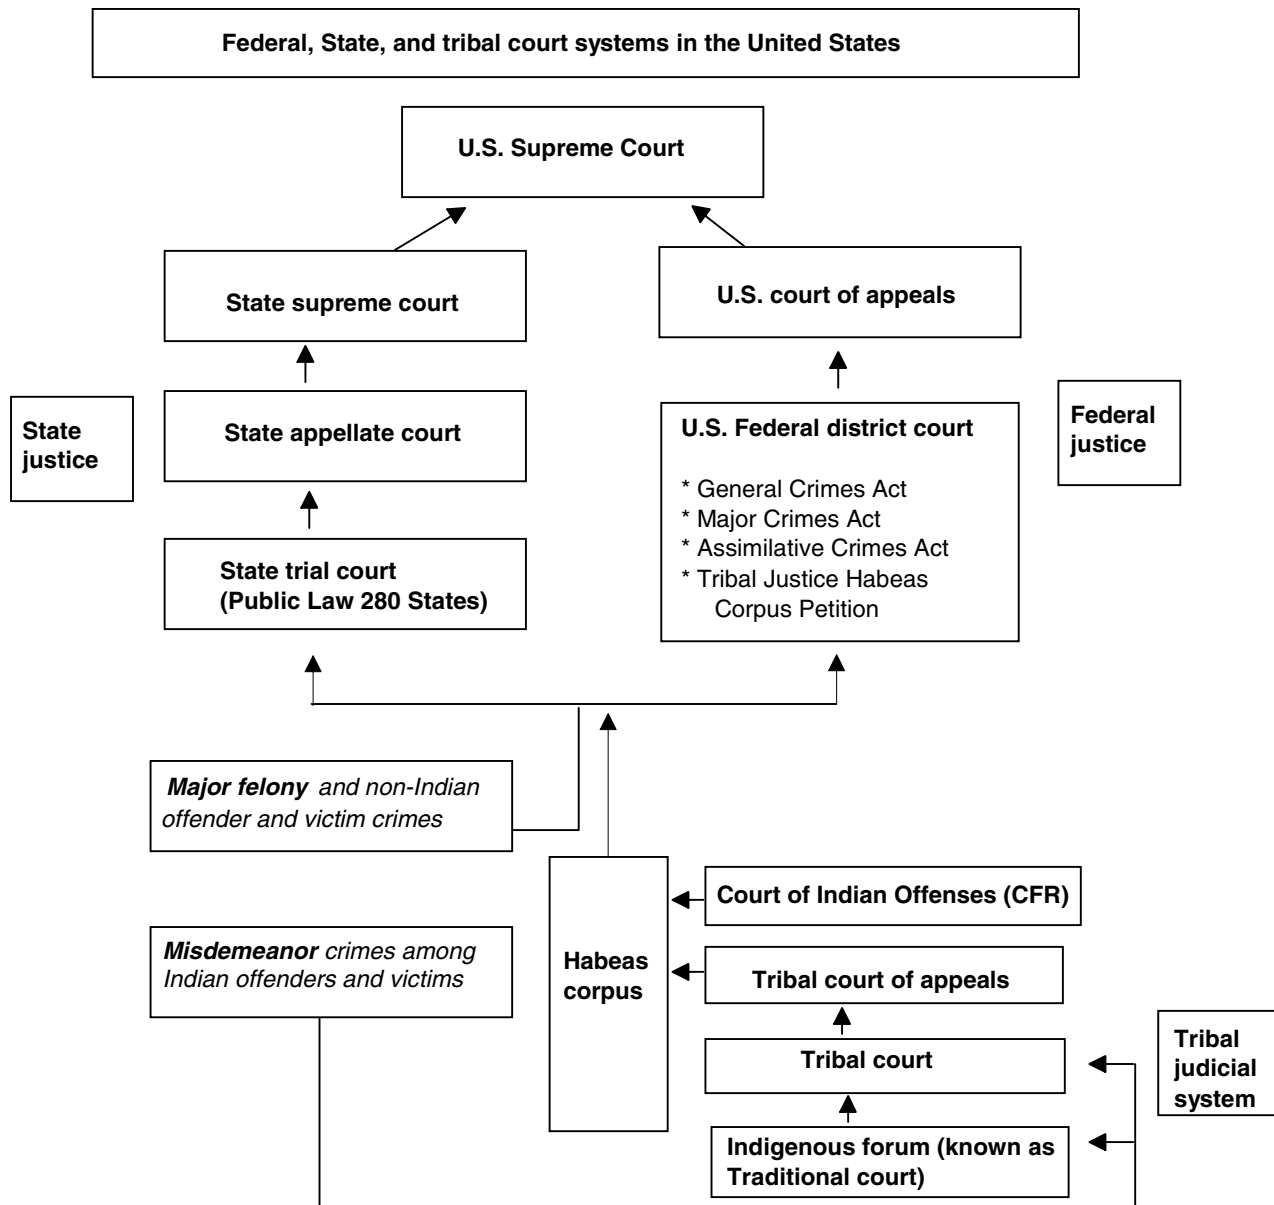 Federal, State, and tribal court systems in the United States
U.S. Supreme Court
State supreme court
U.S. court of appeals
State
justice
State appellate court
U.S. Federal district court
* General Crimes Act
* Major Crimes Act
* Assimilative Crimes Act
* Tribal Justice Habeas
Corpus Petition
Federal
justice
State trial court
(Public Law 280 States)
Major felony and non-Indian
offender and victim crimes
Misdemeanor crimes among
Indian offenders and victims
Habeas
corpus
Court of Indian Offenses (CFR)
Tribal court of appeals
Tribal court
Indigenous forum (known as
Traditional court)
Tribal
judicial
system